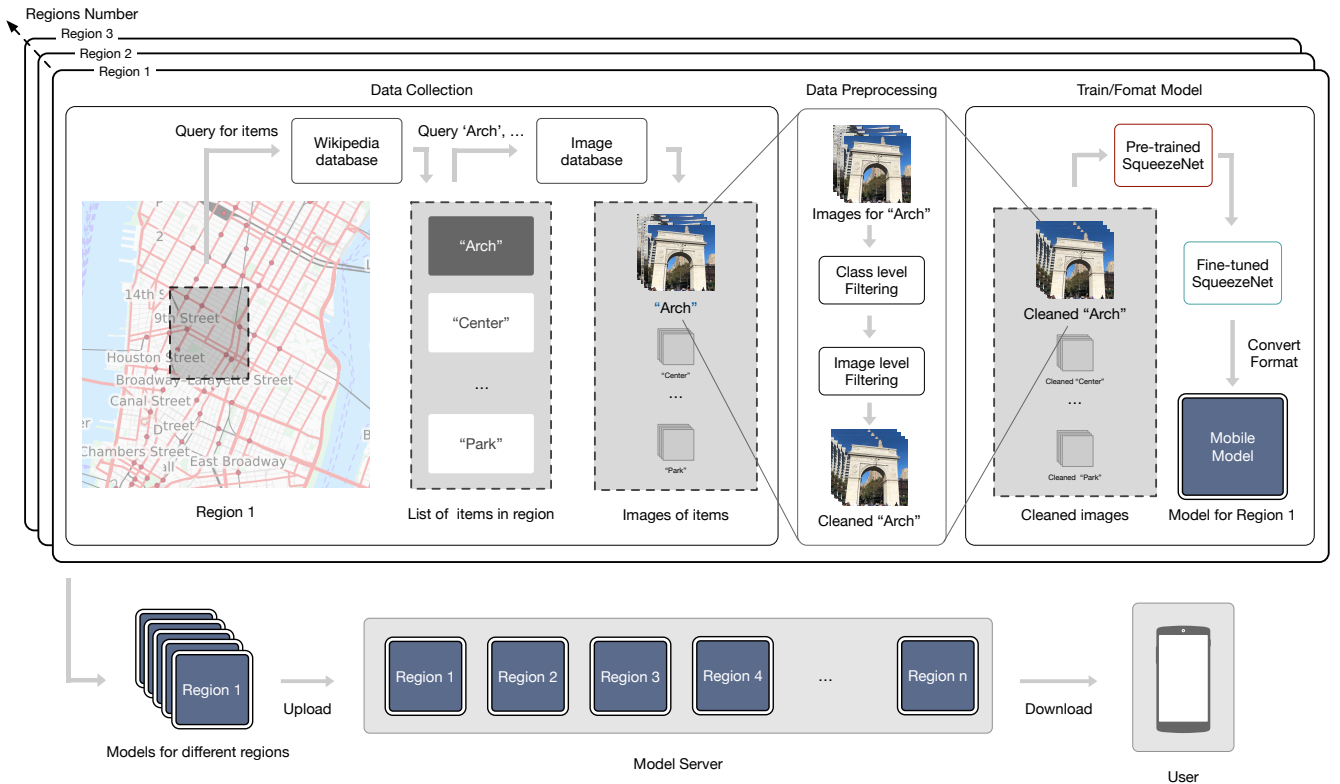 Regions Number
Region 3
Region 2
Region 1
Data Collection
Data Preprocessing
Train/Fomat Model
Query for items
Wikipedia
database
Query ‘Arch’, ...
Image
database
14th S
9th Street
Houston Street
Broadway-Lafayette Street
Canal Street
Street
Chambers Street
all
East Broadway
Region 1
“Arch”
“Center”
...
“Park”
List of items in region
“Arch”
“Center”
...
“Park”
Images of items
Images for “Arch”
Class level
Filtering
Image level
Filtering
Cleaned “Arch”
Pre-trained
SqueezeNet
Cleaned “Arch”
Cleaned “Center”
...
Cleaned “Park”
Cleaned images
Fine-tuned
SqueezeNet
Convert
Format
Mobile
Model
Model for Region 1
Region 1
Models for different regions
Upload
Region 1
Region 2
Region 3
Region 4
...
Region n
Model Server
Download
User